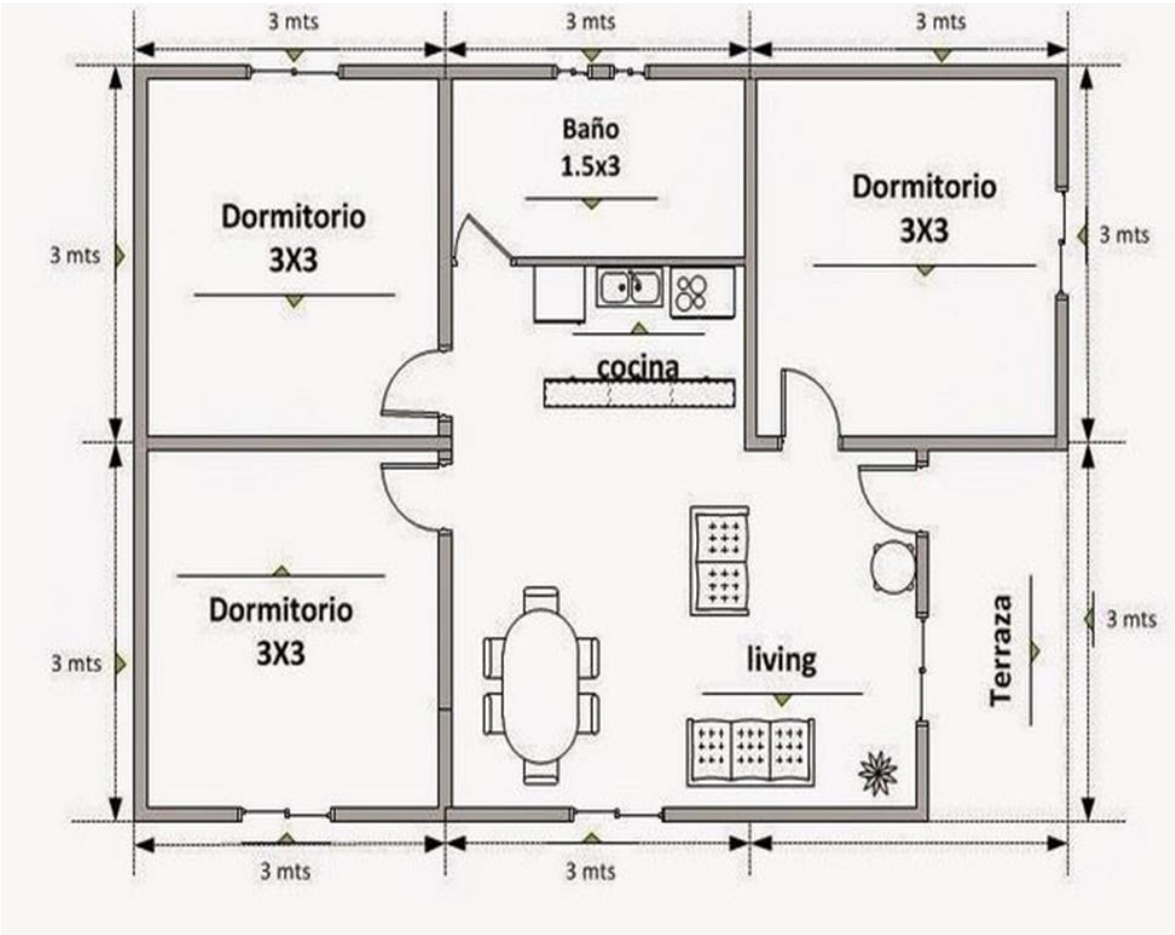 3 mts
3 mts
3 mts
Baño
1.5x3
Dormitorio
3X3
Dormitorio
3X3
3 mts
3 mts
cocina
Dormitorio
3X3
living
Terraza
3 mts
3 mts
3 mts
3 mts